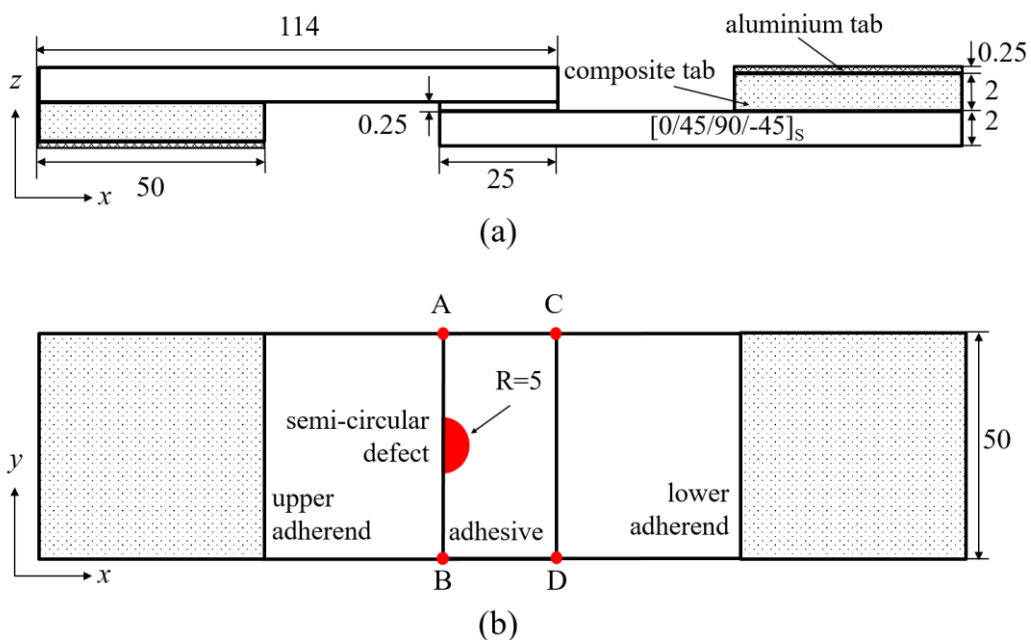 114
aluminium tab
0.25
z
composite tab
2
0.25
[0/45/90/-45]S
2
50
x
25
(a)
A
C
R=5
semi-circular
defect
50
y
upper
adherend
adhesive
lower
adherend
x
B
D
(b)